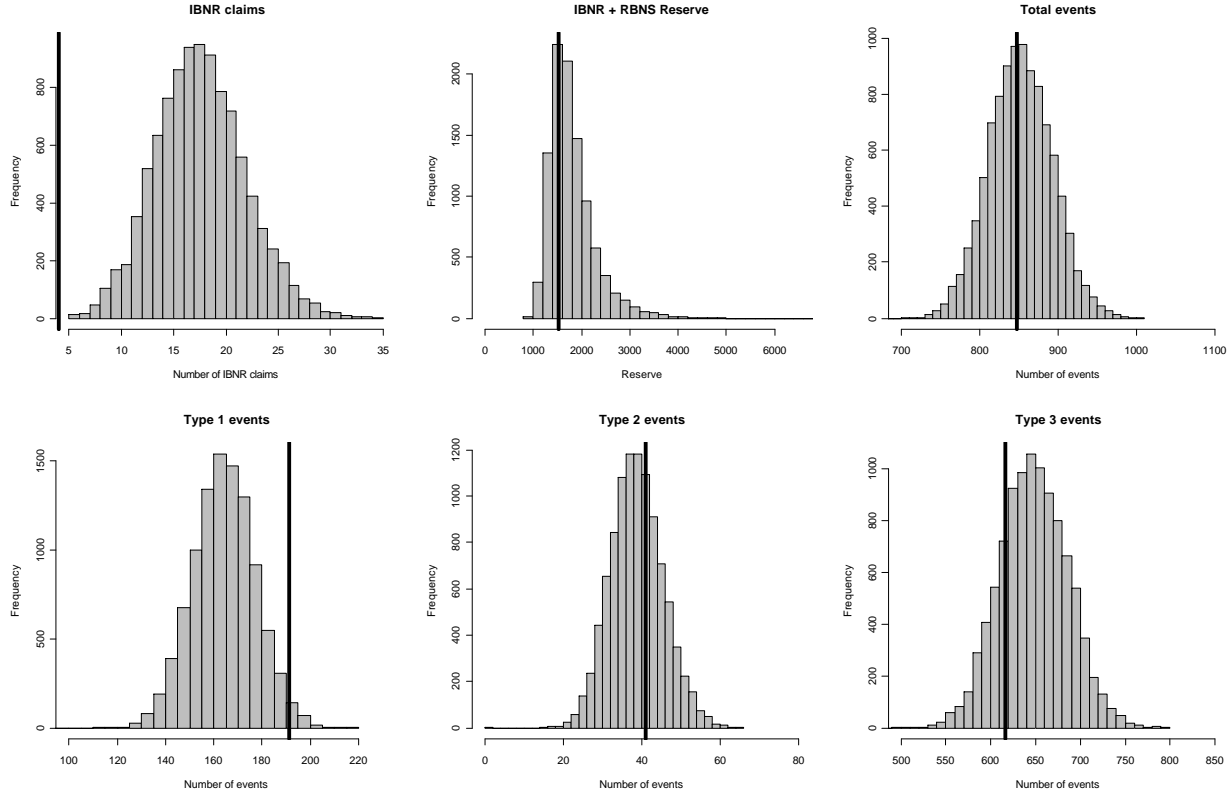 IBNR claims
Frequency
0 200 400 600 800
5 10 15 20 25 30 35
Number of IBNR claims
IBNR + RBNS Reserve
Frequency
0 500 1000 1500 2000
0 1000 2000 3000 4000 5000 6000
Reserve
Total events
Frequency
0 200 400 600 800 1000
700 800 900 1000 1100
Number of events
Type 1 events
Frequency
0 500 1000 1500
100 120 140 160 180 200 220
Number of events
Type 2 events
Frequency
0 200 400 600 800 1000 1200
0 20 40 60 80
Number of events
Type 3 events
Frequency
0 200 400 600 800 1000
500 550 600 650 700 750 800 850
Number of events